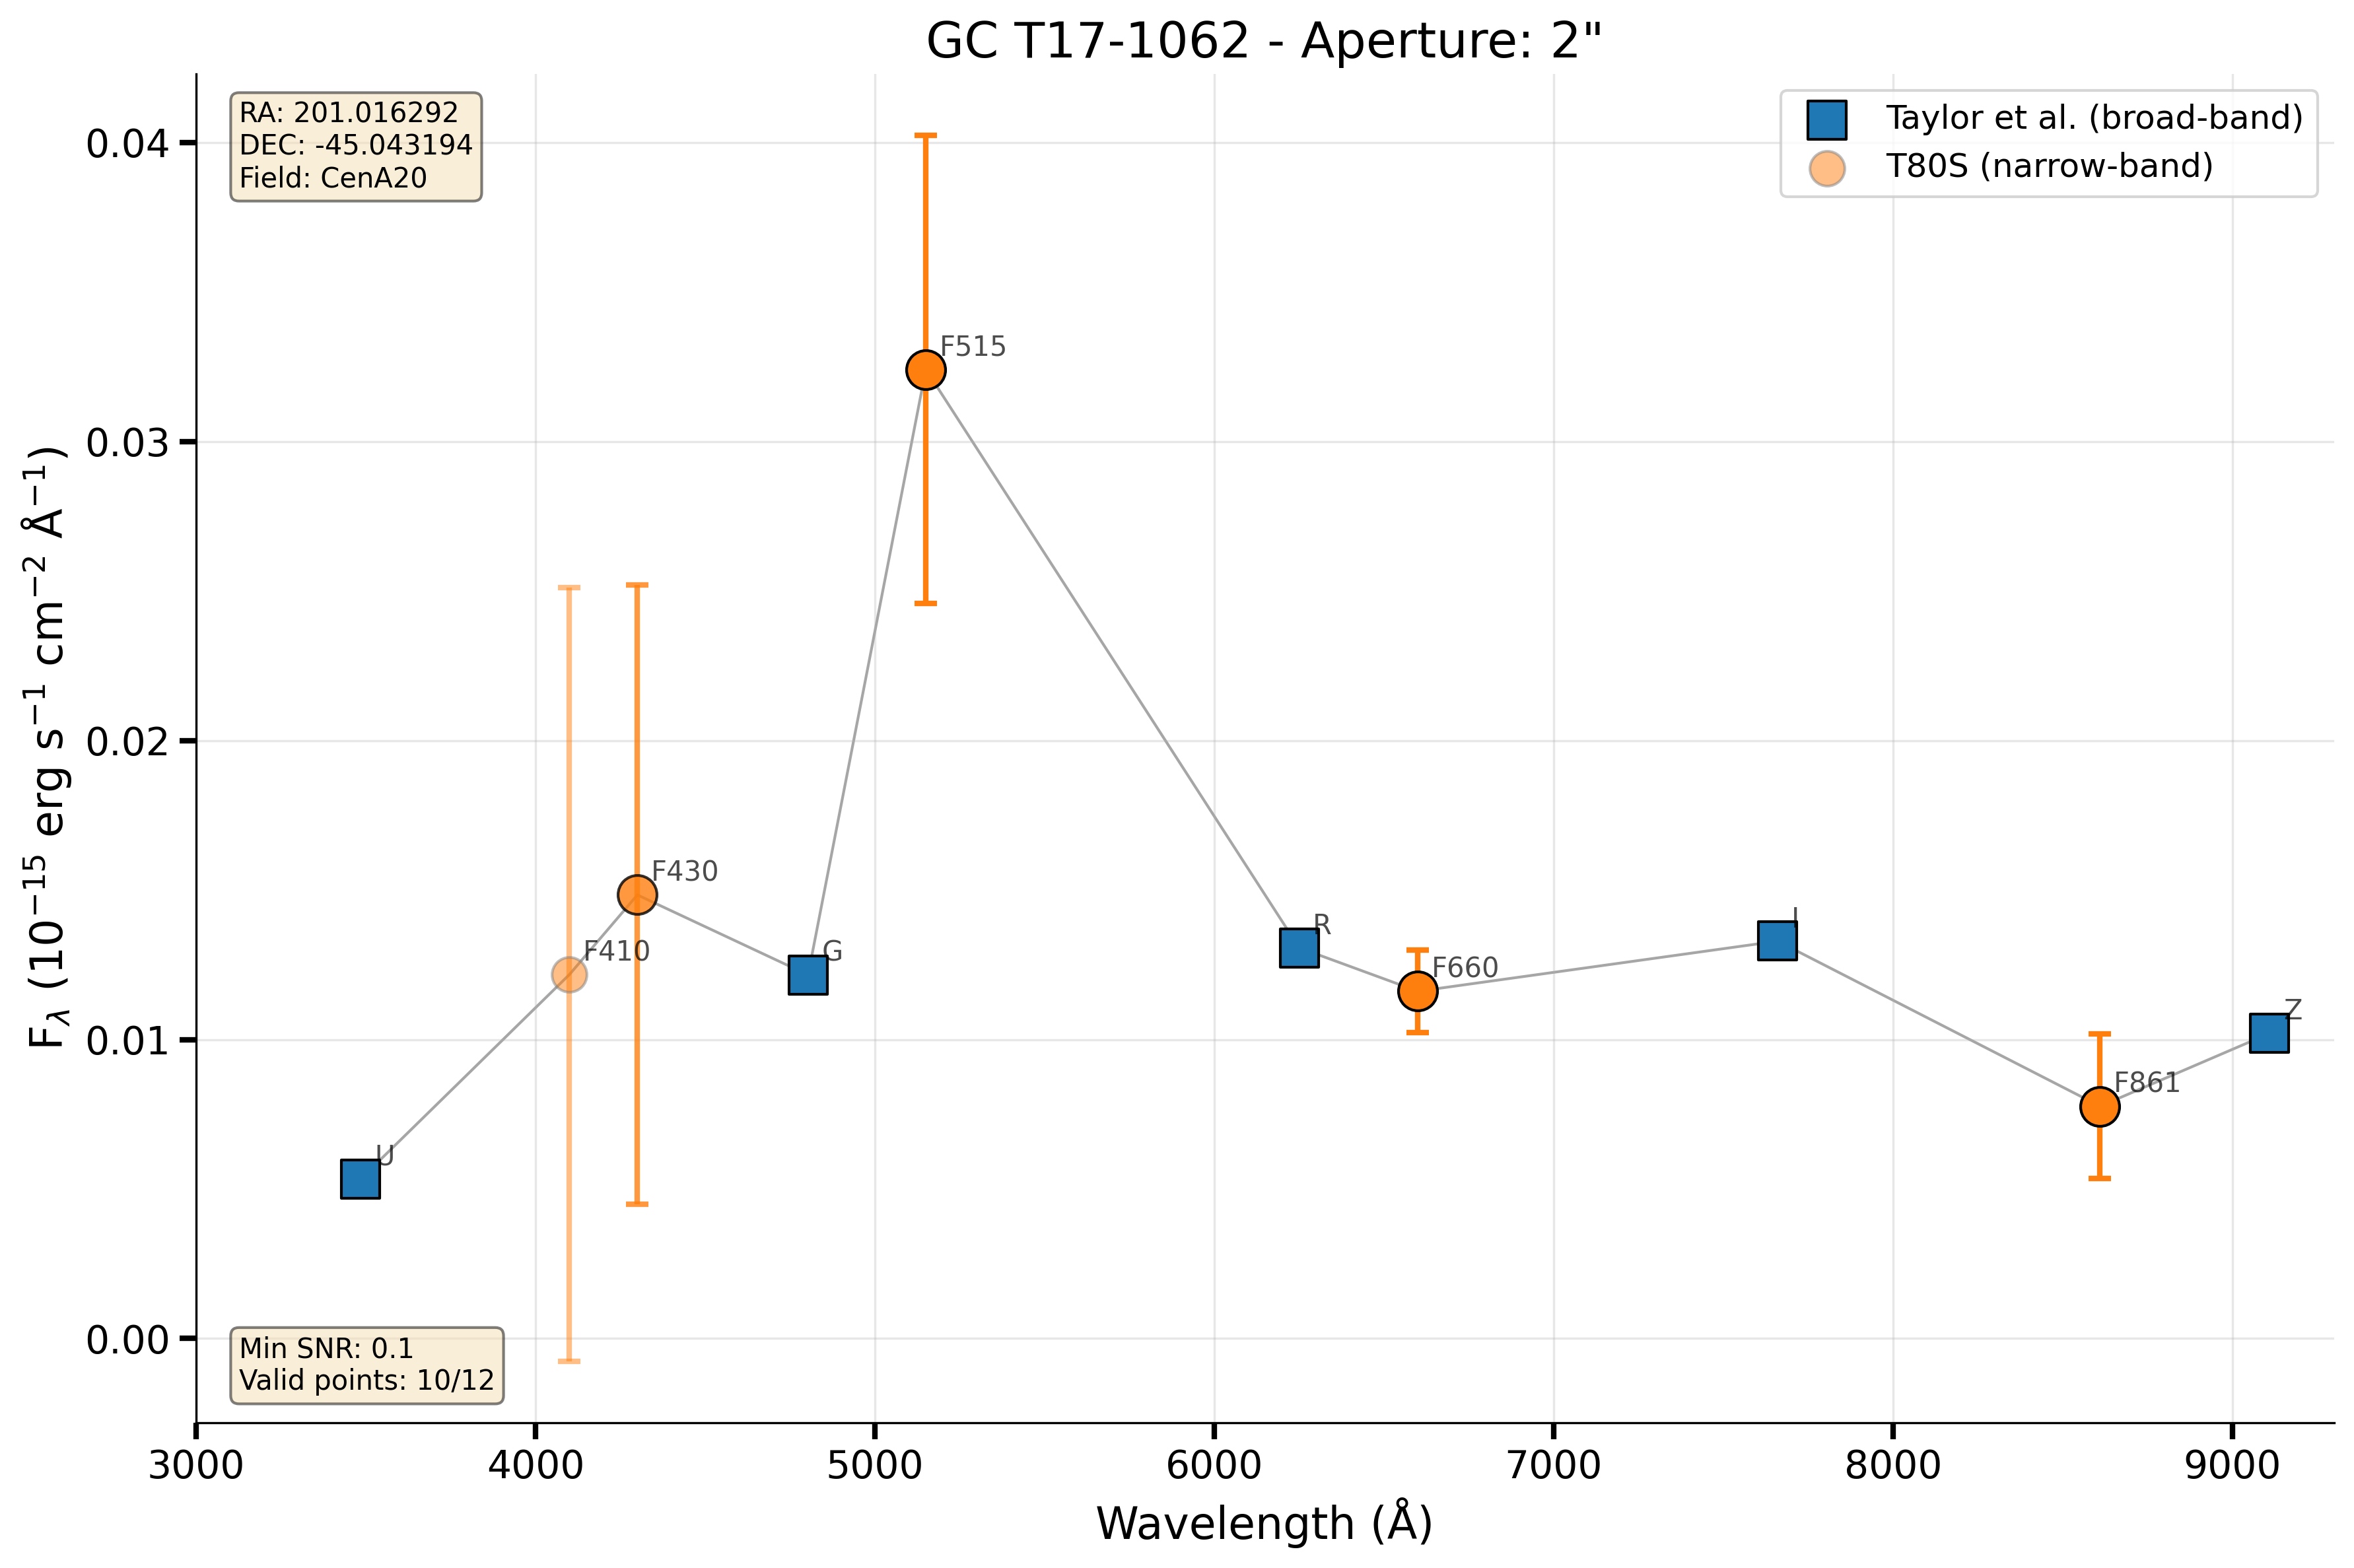 GC T17-1062 - Aperture: 2"
RA: 201.016292
DEC: -45.043194
Field: CenA20
Taylor et al. (broad-band)
T80S (narrow-band)
0.04
0.03
0.02
0.01
0.00
F515
F430
F410
G
U
R
F660
I
F861
Z
Min SNR: 0.1
Valid points: 10/12
3000 4000 5000 6000 7000 8000 9000
Wavelength (Å)
Fλ (10⁻¹⁵ erg s⁻¹ cm⁻² Å⁻¹)